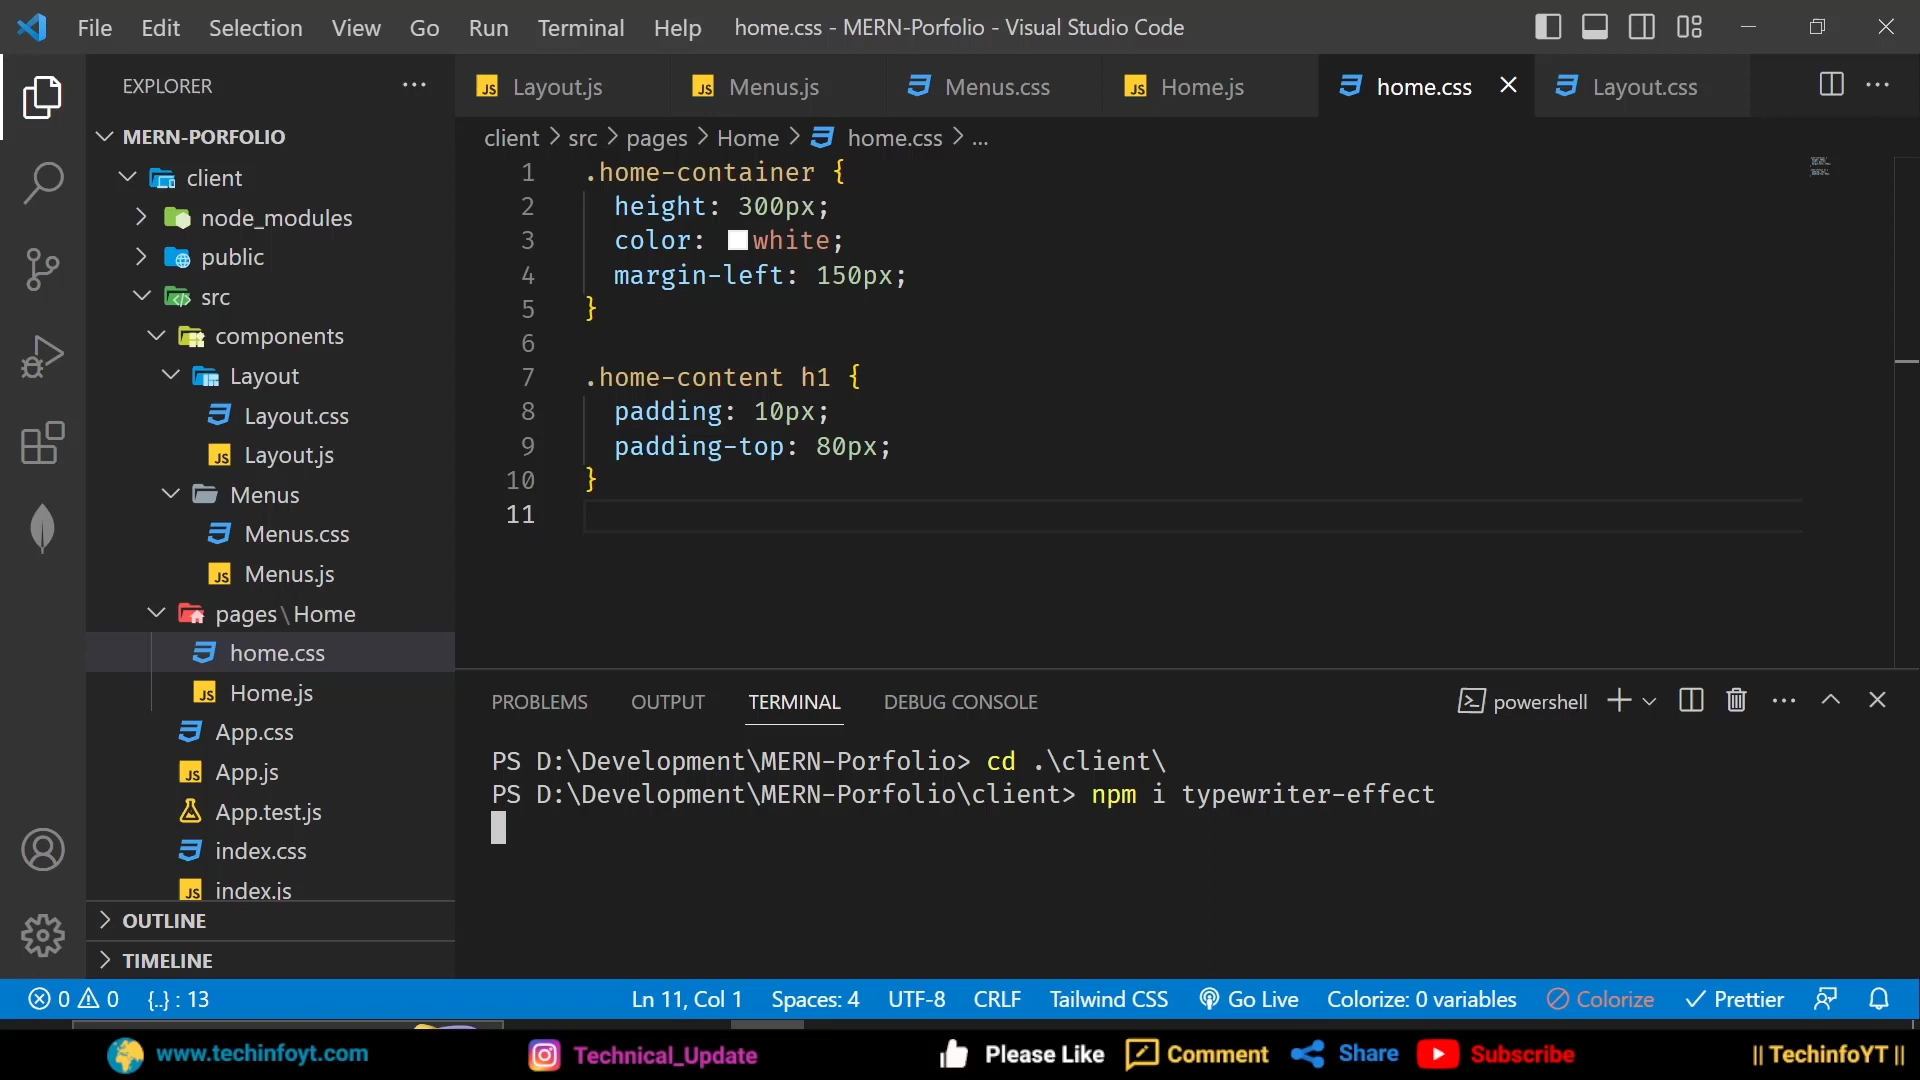 File Edit Selection View Go Run Terminal Help home.css - MERN-Porfolio - Visual Studio Code
EXPLORER
MERN-PORFOLIO
client
node_modules
public
src
components
Layout
Layout.css
Layout.js
Menus
Menus.css
Menus.js
pages\Home
home.css
Home.js
App.css
App.js
App.test.js
index.css
index.js
OUTLINE
TIMELINE
Layout.js Menus.js Menus.css Home.js home.css Layout.css
client > src > pages > Home > home.css > ...
1 .home-container {
2 height: 300px;
3 color: white;
4 margin-left: 150px;
5 }
6
7 .home-content h1 {
8 padding: 10px;
9 padding-top: 80px;
10 }
11
PROBLEMS OUTPUT TERMINAL DEBUG CONSOLE powershell
PS D:\Development\MERN-Porfolio> cd .\client\
PS D:\Development\MERN-Porfolio\client> npm i typewriter-effect
0 0 {..} : 13 Ln 11, Col 1 Spaces: 4 UTF-8 CRLF Tailwind CSS Go Live Colorize: 0 variables Colorize Prettier
www.techinfoyt.com Technical_Update Please Like Comment Share Subscribe || TechinfoYT ||